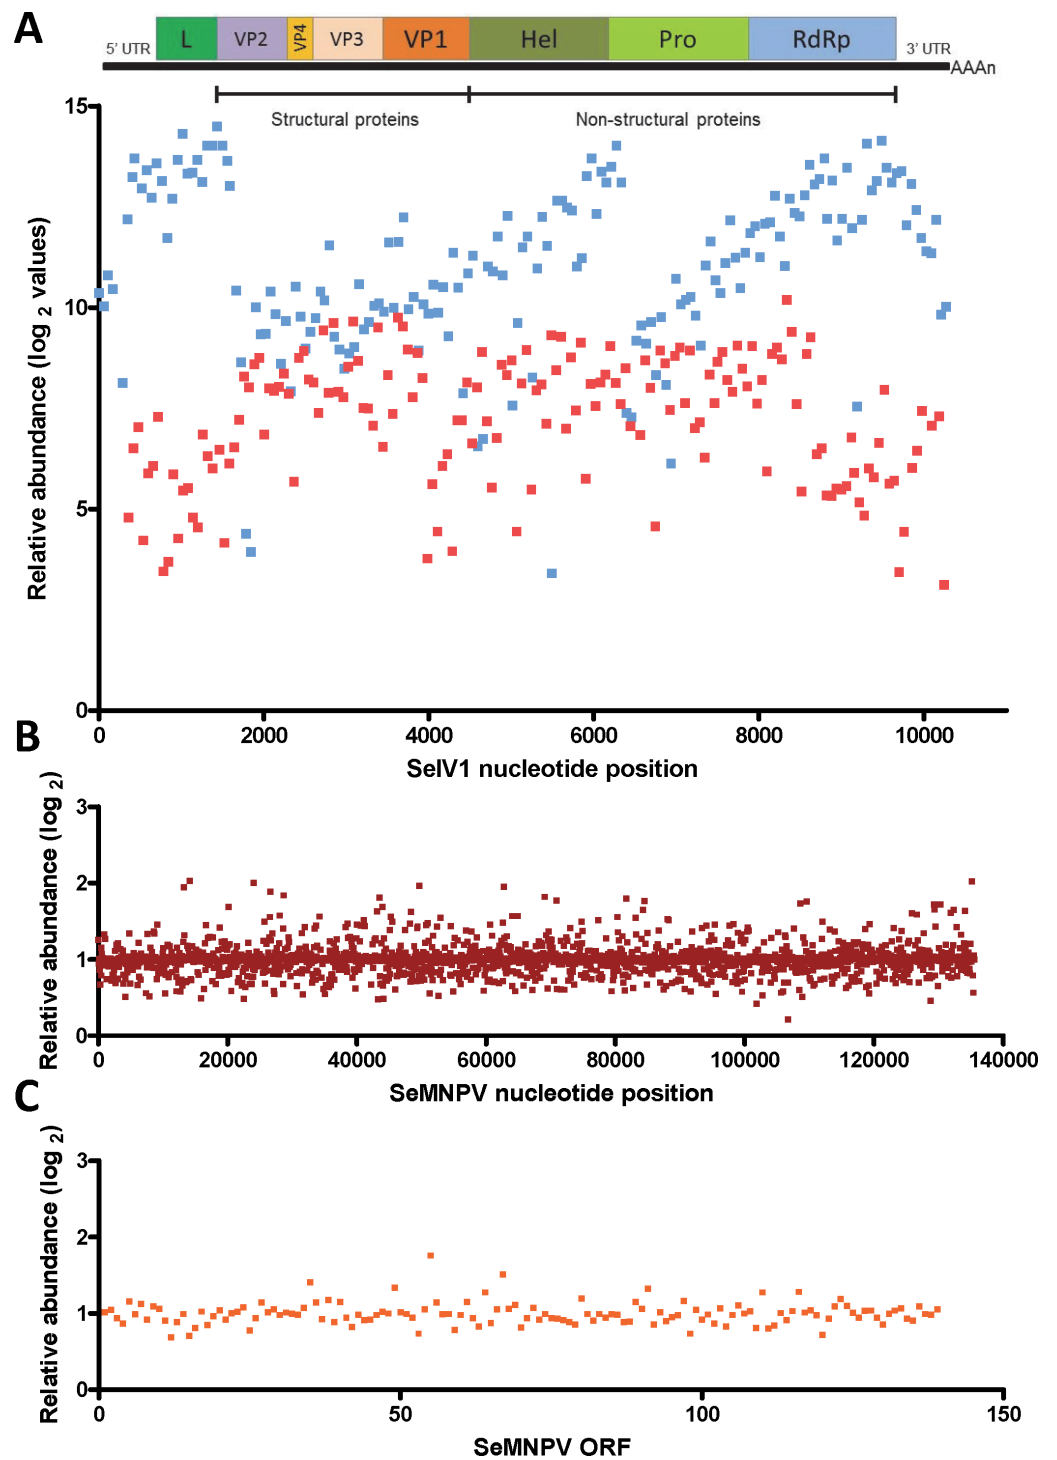 A
5' UTR
L
VP2
VP4
VP3
VP1
Hel
Pro
RdRp
3' UTR
AAAn
Structural proteins
Non-structural proteins
Relative abundance (log 2 values)
15
10
5
0
0 2000 4000 6000 8000 10000
SeIV1 nucleotide position
B
Relative abundance (log 2)
3
2
1
0
0 20000 40000 60000 80000 100000 120000 140000
SeMNPV nucleotide position
C
Relative abundance (log 2)
3
2
1
0
0 50 100 150
SeMNPV ORF